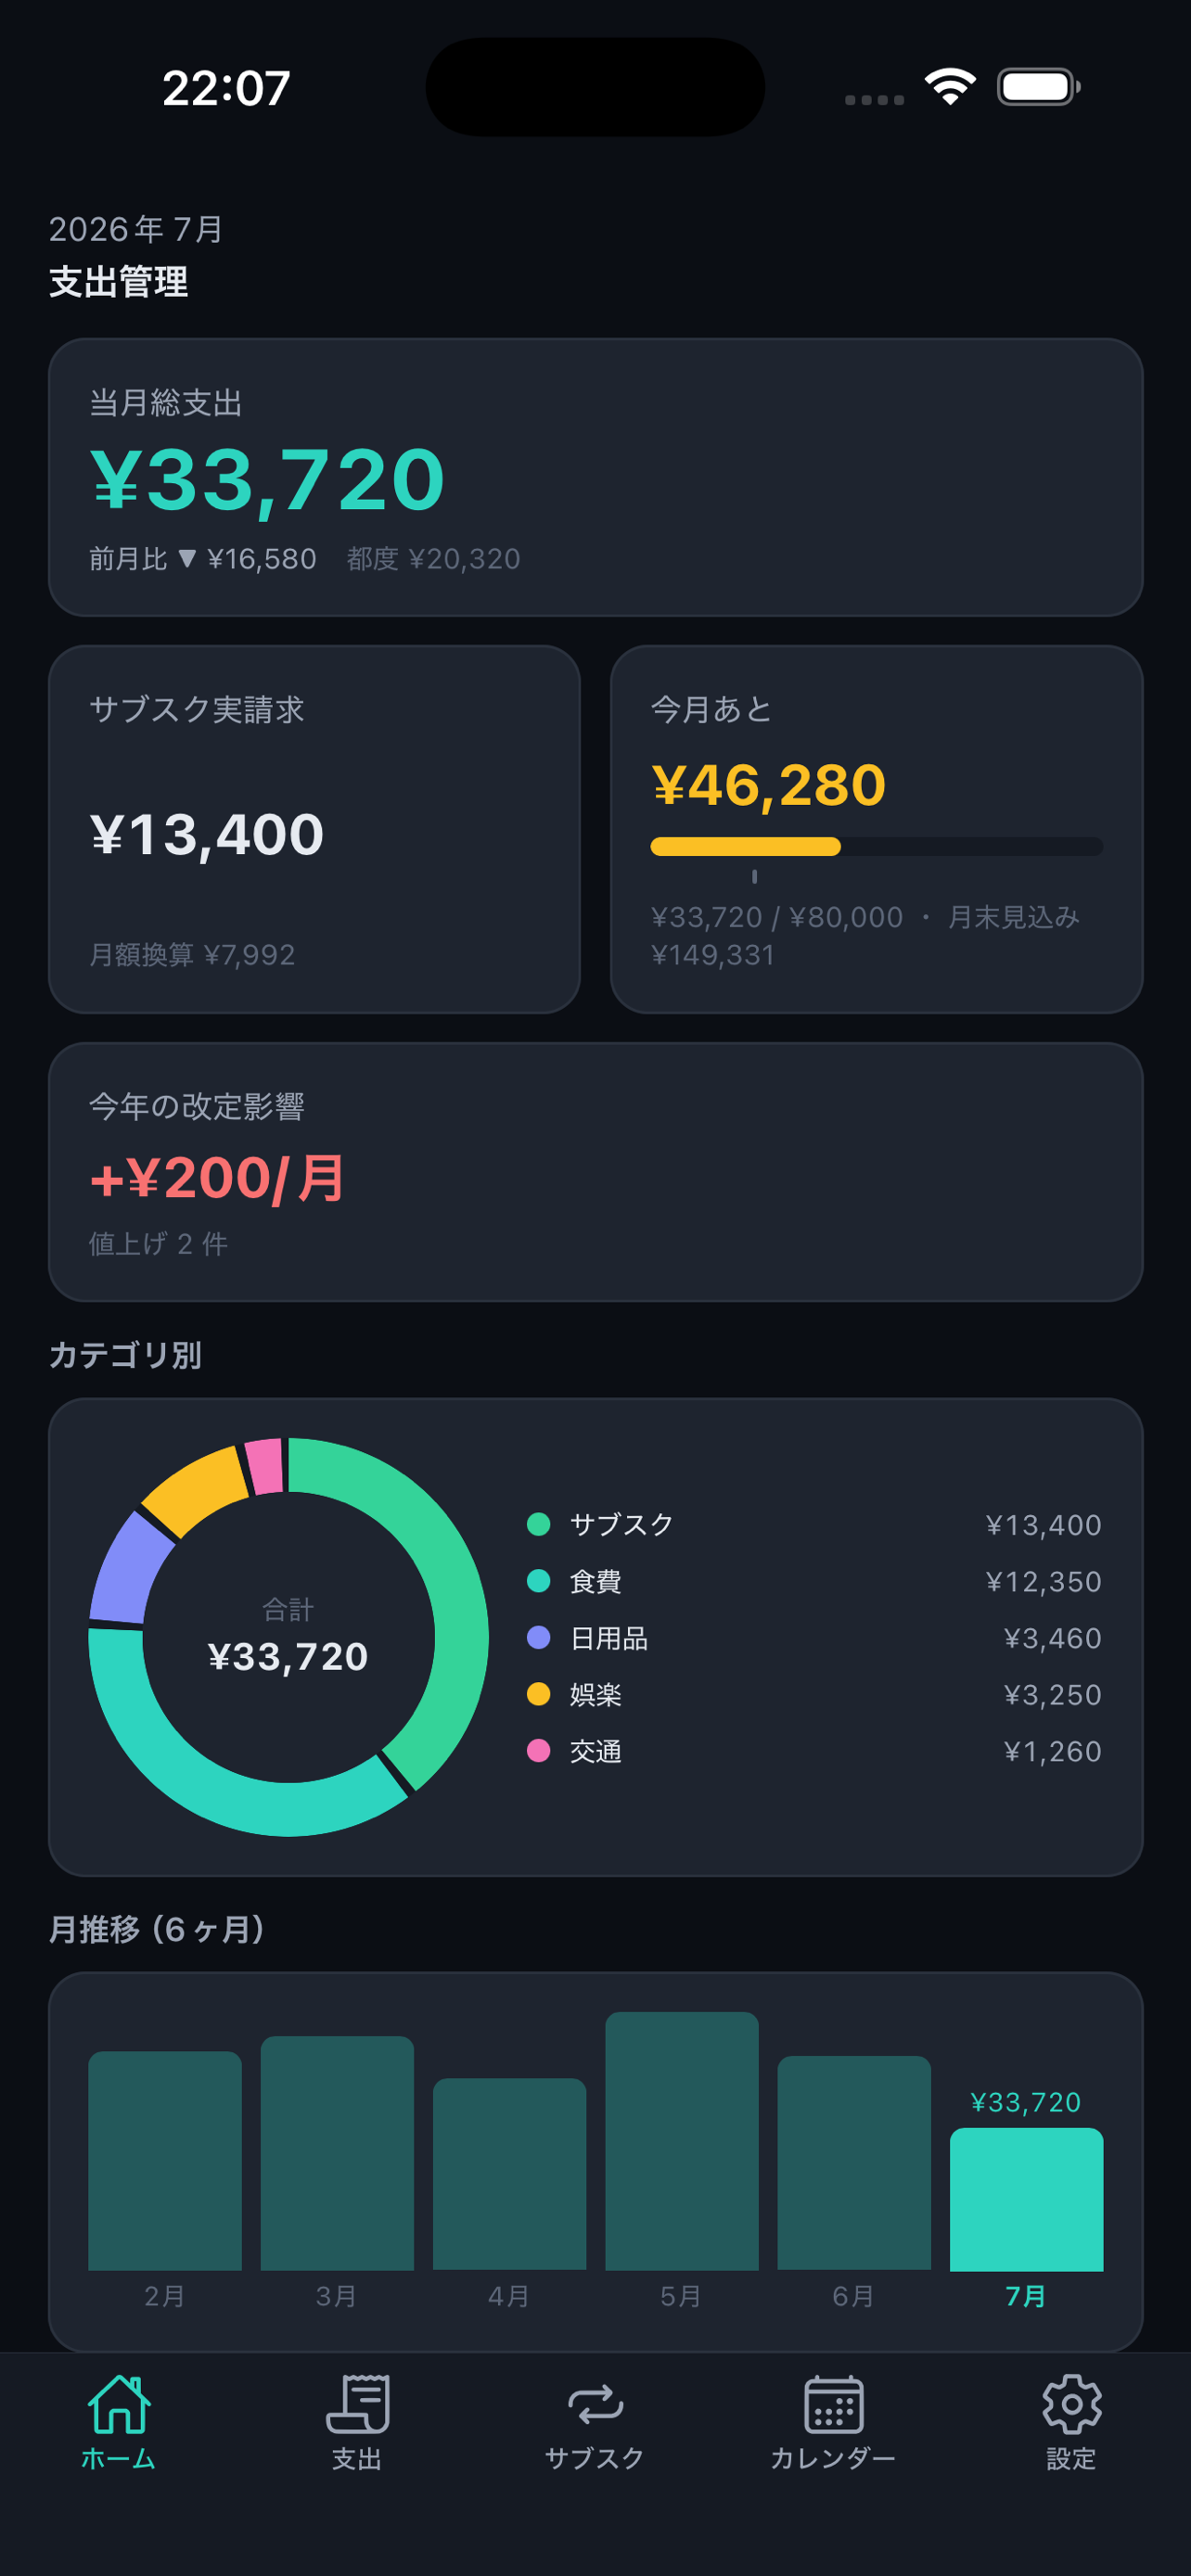 22:07
2026年 7月
支出管理
当月総支出
¥33,720
前月比 ▼ ¥16,580 都度 ¥20,320
サブスク実請求
¥13,400
月額換算 ¥7,992
今月あと
¥46,280
¥33,720 / ¥80,000 ・ 月末見込み
¥149,331
今年の改定影響
+¥200/月
値上げ 2 件
カテゴリ別
合計
¥33,720
サブスク ¥13,400
食費 ¥12,350
日用品 ¥3,460
娯楽 ¥3,250
交通 ¥1,260
月推移 (6ヶ月)
¥33,720
2月 3月 4月 5月 6月 7月
ホーム 支出 サブスク カレンダー 設定